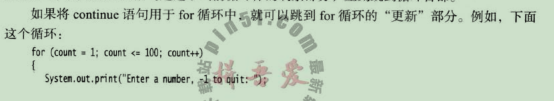 如果将 continue 语句用于 for 循环中，就可以跳到 for 循环的“更新”部分。例如，下面
这个循环：
for (count = 1; count <= 100; count++)
{
System.out.print("Enter a number, -1 to quit: ");